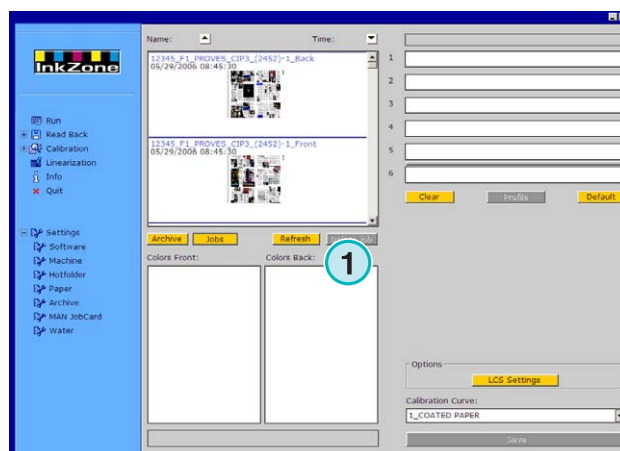 InkZone
Run
Read Back
Calibration
Linearization
Info
Quit
Settings
Software
Machine
Hotfolder
Paper
Archive
MAN JobCard
Water
Name:
Time:
12345_F1_PROVES_CIP3_(2452)-1_Back
05/29/2006 08:45:30
12345_F1_PROVES_CIP3_(2452)-1_Front
05/29/2006 08:45:30
Archive
Jobs
Refresh
1
Colors Front:
Colors Back:
1
2
3
4
5
6
Clear
Profile
Default
Options
LCS Settings
Calibration Curve:
1_COATED PAPER
Save